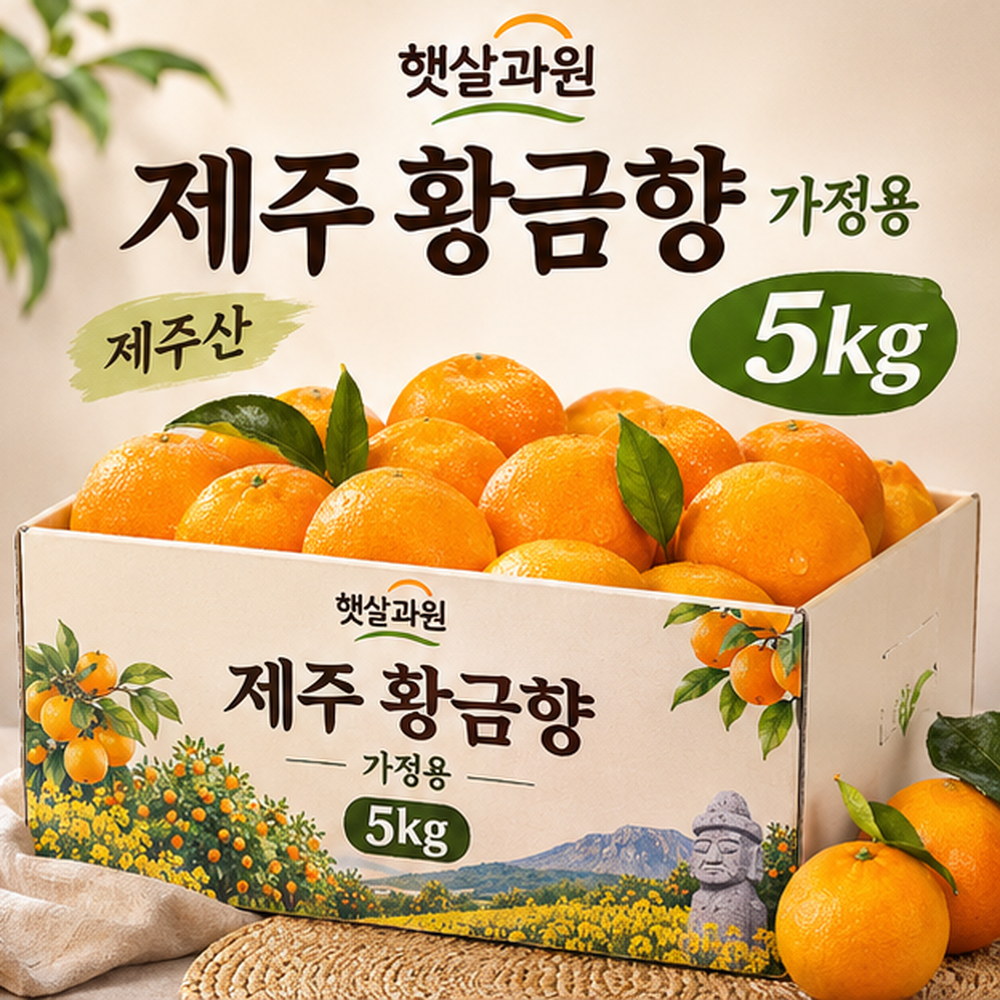 햇살과원
제주 황금향 가정용
제주산
5kg
햇살과원
제주 황금향
가정용
5kg